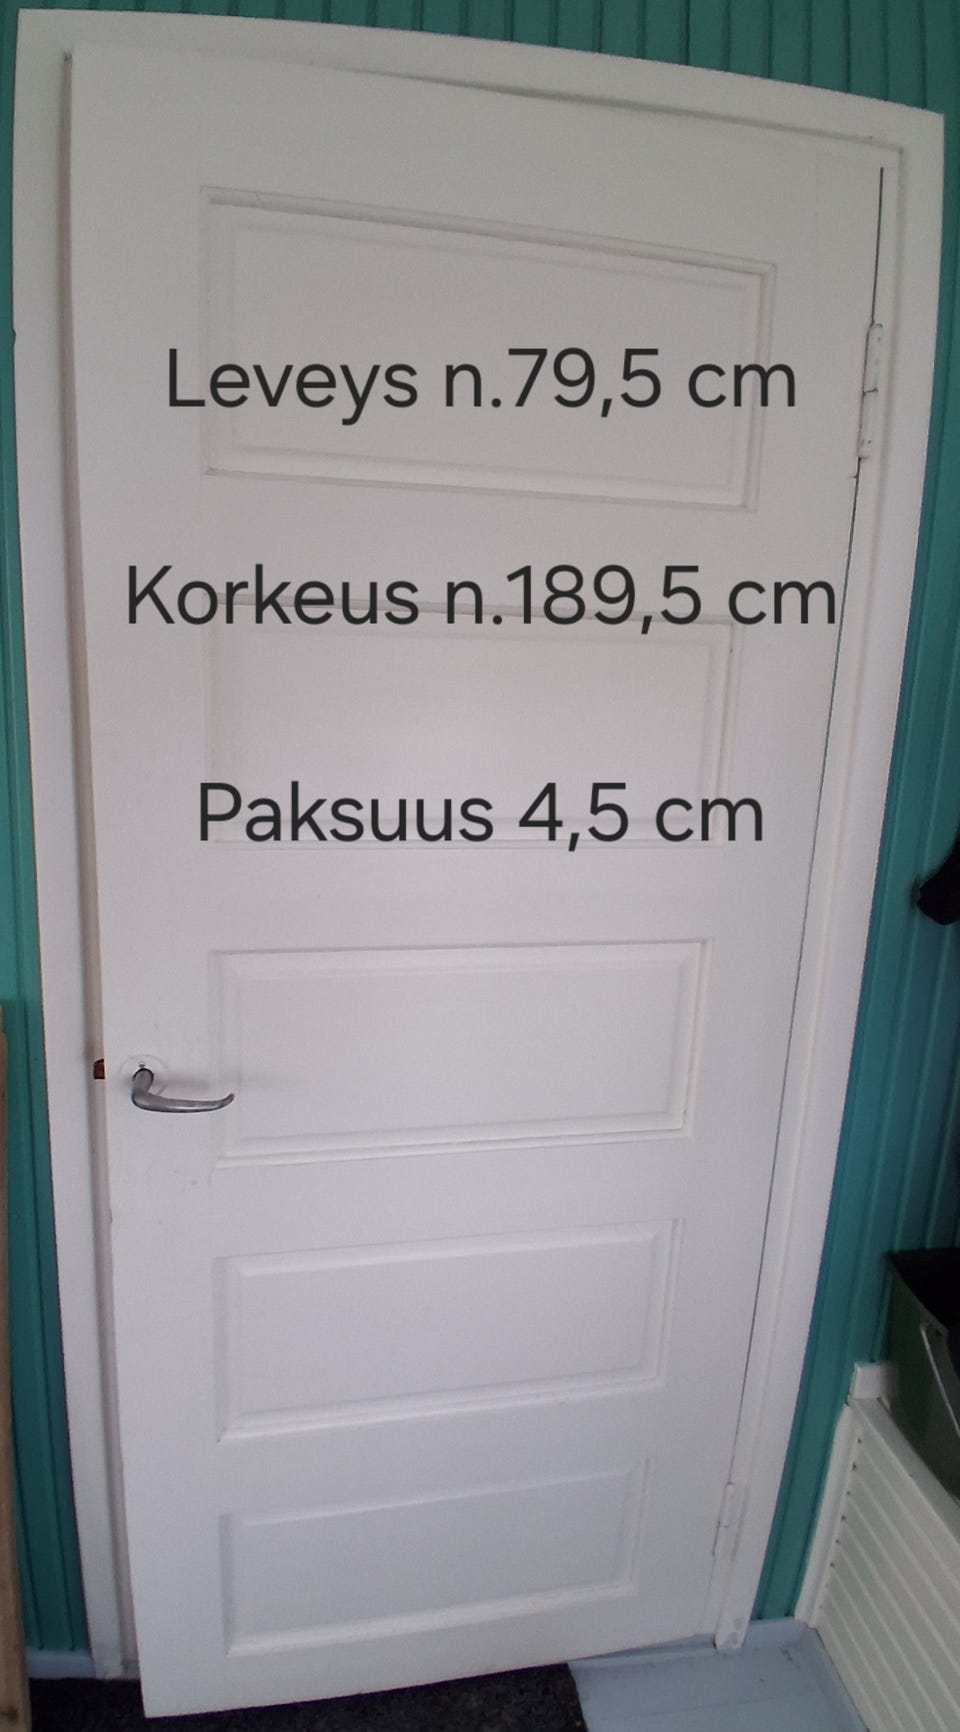 Leveys n.79,5 cm
Korkeus n.189,5 cm
Paksuus 4,5 cm